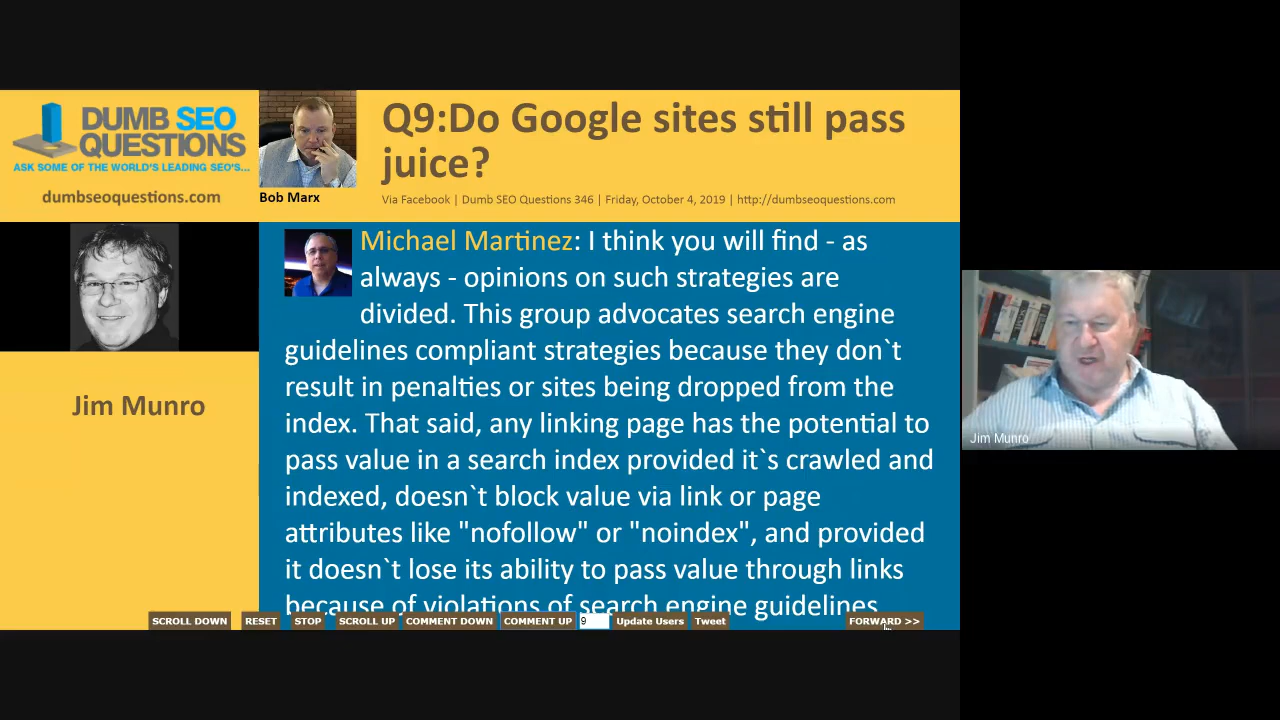 DUMB SEO
QUESTIONS
ASK SOME OF THE WORLD'S LEADING SEO'S...
dumbseoquestions.com
Bob Marx
Q9:Do Google sites still pass
juice?
Via Facebook | Dumb SEO Questions 346 | Friday, October 4, 2019 | http://dumbseoquestions.com
Jim Munro
Michael Martinez: I think you will find - as
always - opinions on such strategies are
divided. This group advocates search engine
guidelines compliant strategies because they don`t
result in penalties or sites being dropped from the
index. That said, any linking page has the potential to
pass value in a search index provided it`s crawled and
indexed, doesn`t block value via link or page
attributes like "nofollow" or "noindex", and provided
it doesn`t lose its ability to pass value through links
because of violations of search engine guidelines.
SCROLL DOWN RESET STOP SCROLL UP COMMENT DOWN COMMENT UP 9 Update Users Tweet FORWARD >>
Jim Munro